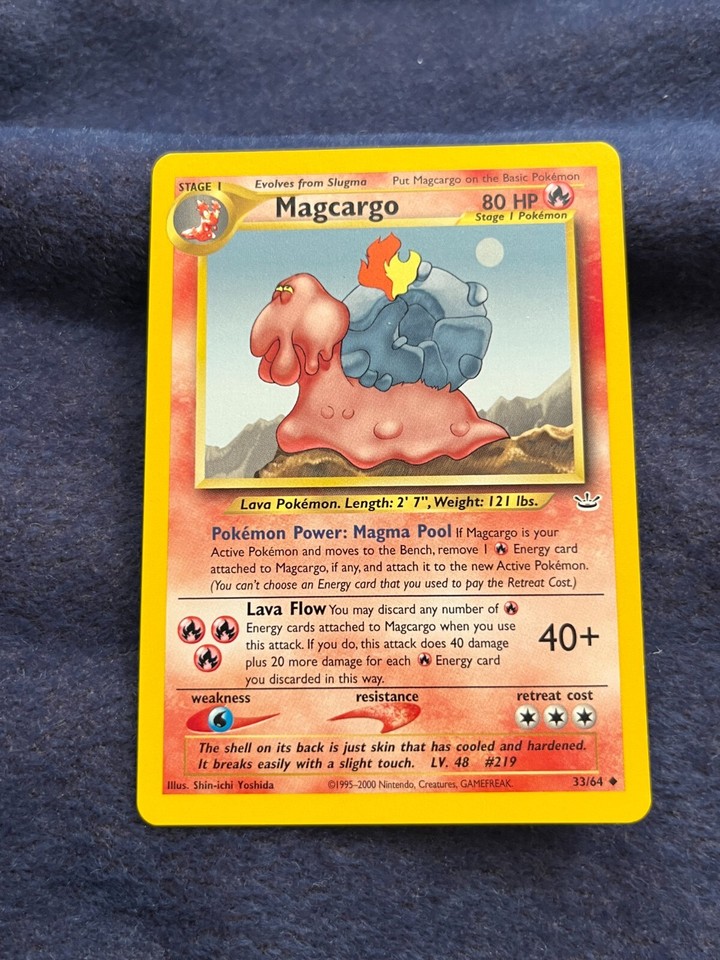 STAGE 1 Evolves from Slugma Put Magcargo on the Basic Pokémon
Magcargo 80 HP
Stage 1 Pokémon
Lava Pokémon. Length: 2' 7", Weight: 121 lbs.
Pokémon Power: Magma Pool If Magcargo is your
Active Pokémon and moves to the Bench, remove 1 Energy card
attached to Magcargo, if any, and attach it to the new Active Pokémon.
(You can't choose an Energy card that you used to pay the Retreat Cost.)
Lava Flow You may discard any number of
Energy cards attached to Magcargo when you use
this attack. If you do, this attack does 40 damage
plus 20 more damage for each Energy card
you discarded in this way.
40+
weakness resistance retreat cost
The shell on its back is just skin that has cooled and hardened.
It breaks easily with a slight touch. LV. 48 #219
Illus. Shin-ichi Yoshida ©1995-2000 Nintendo, Creatures, GAMEFREAK. 33/64